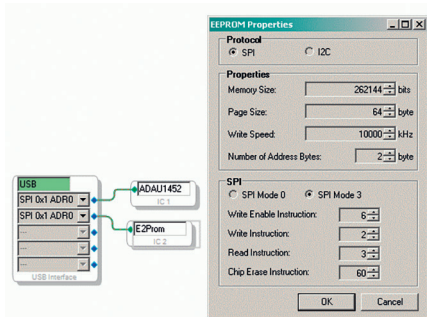 EEPROM Properties
Protocol
SPI
I2C
Properties
Memory Size: 262144 bits
Page Size: 64 byte
Write Speed: 10000 kHz
Number of Address Bytes: 2 byte
SPI
SPI Mode 0
SPI Mode 3
Write Enable Instruction: 6
Write Instruction: 2
Read Instruction: 3
Chip Erase Instruction: 60
OK
Cancel
USB
SPI 0x1 ADR0
SPI 0x1 ADR0
---
---
---
USB Interface
ADAU1452
IC 1
E2Prom
IC 2